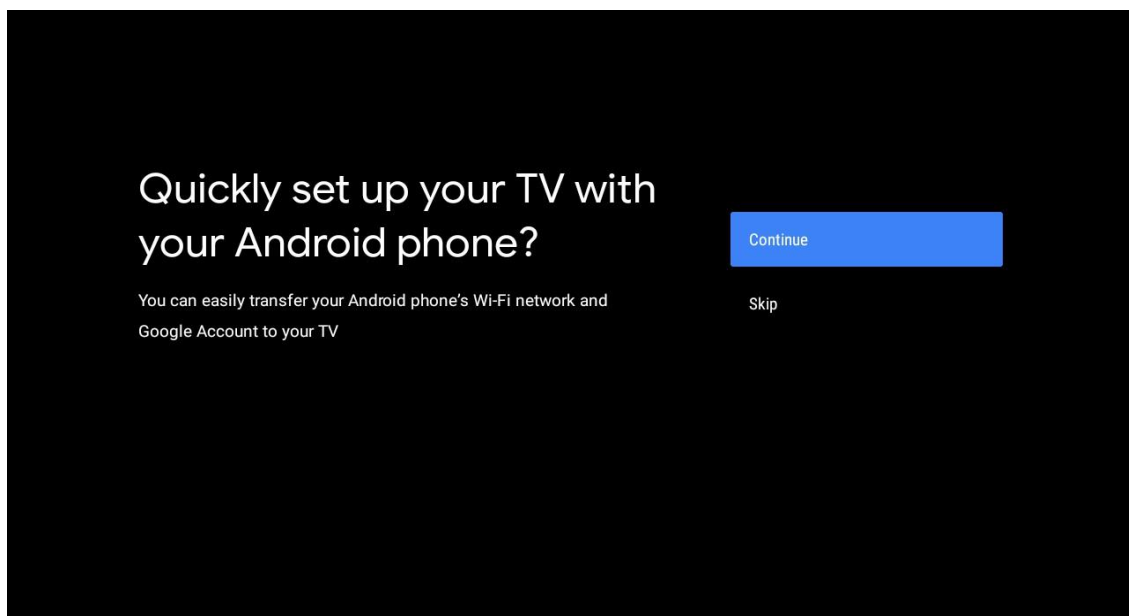 Quickly set up your TV with
your Android phone?
You can easily transfer your Android phone’s Wi-Fi network and
Google Account to your TV
Continue
Skip